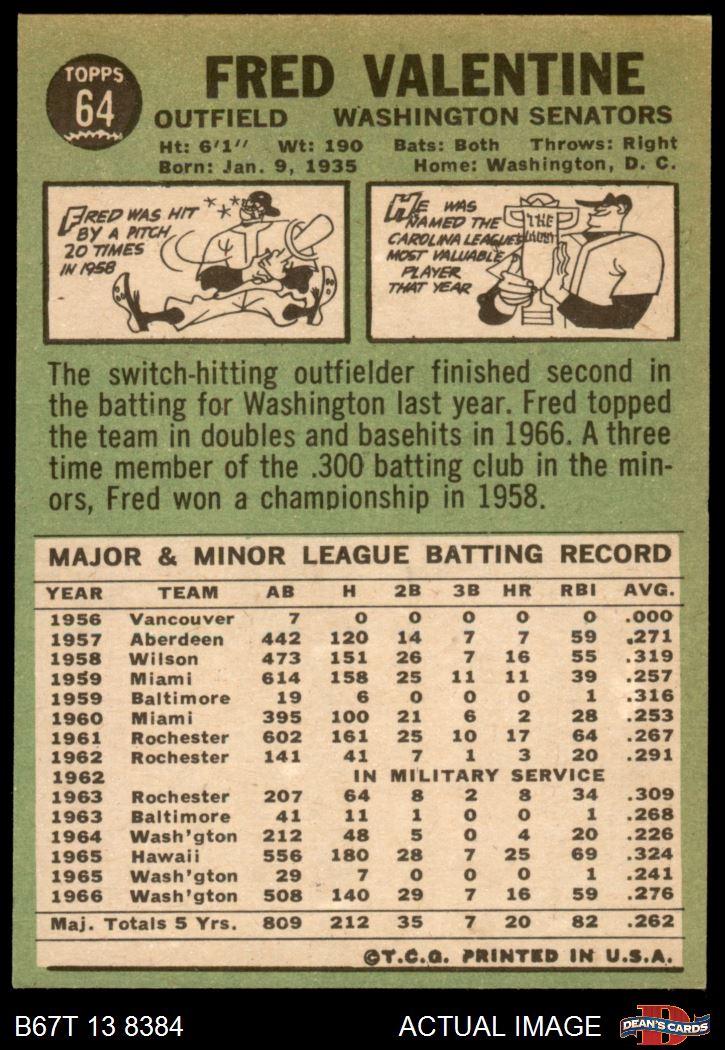 TOPPS
64
FRED VALENTINE
OUTFIELD WASHINGTON SENATORS
Ht: 6'1" Wt: 190 Bats: Both Throws: Right
Born: Jan. 9, 1935 Home: Washington, D. C.
FRED WAS HIT
BY A PITCH
20 TIMES
IN 1958
HE WAS
NAMED THE
CAROLINA LEAGUES
MOST VALUABLE
PLAYER
THAT YEAR
THE
MOST
The switch-hitting outfielder finished second in
the batting for Washington last year. Fred topped
the team in doubles and basehits in 1966. A three
time member of the .300 batting club in the min-
ors, Fred won a championship in 1958.
MAJOR & MINOR LEAGUE BATTING RECORD
YEAR TEAM AB H 2B 3B HR RBI AVG.
1956 Vancouver 7 0 0 0 0 0 .000
1957 Aberdeen 442 120 14 7 7 59 .271
1958 Wilson 473 151 26 7 16 55 .319
1959 Miami 614 158 25 11 11 39 .257
1959 Baltimore 19 6 0 0 0 1 .316
1960 Miami 395 100 21 6 2 28 .253
1961 Rochester 602 161 25 10 17 64 .267
1962 Rochester 141 41 7 1 3 20 .291
1962 IN MILITARY SERVICE
1963 Rochester 207 64 8 2 8 34 .309
1963 Baltimore 41 11 1 0 0 1 .268
1964 Wash'gton 212 48 5 0 4 20 .226
1965 Hawaii 556 180 28 7 25 69 .324
1965 Wash'gton 29 7 0 0 0 1 .241
1966 Wash'gton 508 140 29 7 16 59 .276
Maj. Totals 5 Yrs. 809 212 35 7 20 82 .262
©T.C.G. PRINTED IN U.S.A.
B67T 13 8384 ACTUAL IMAGE
D
DEAN'S CARDS